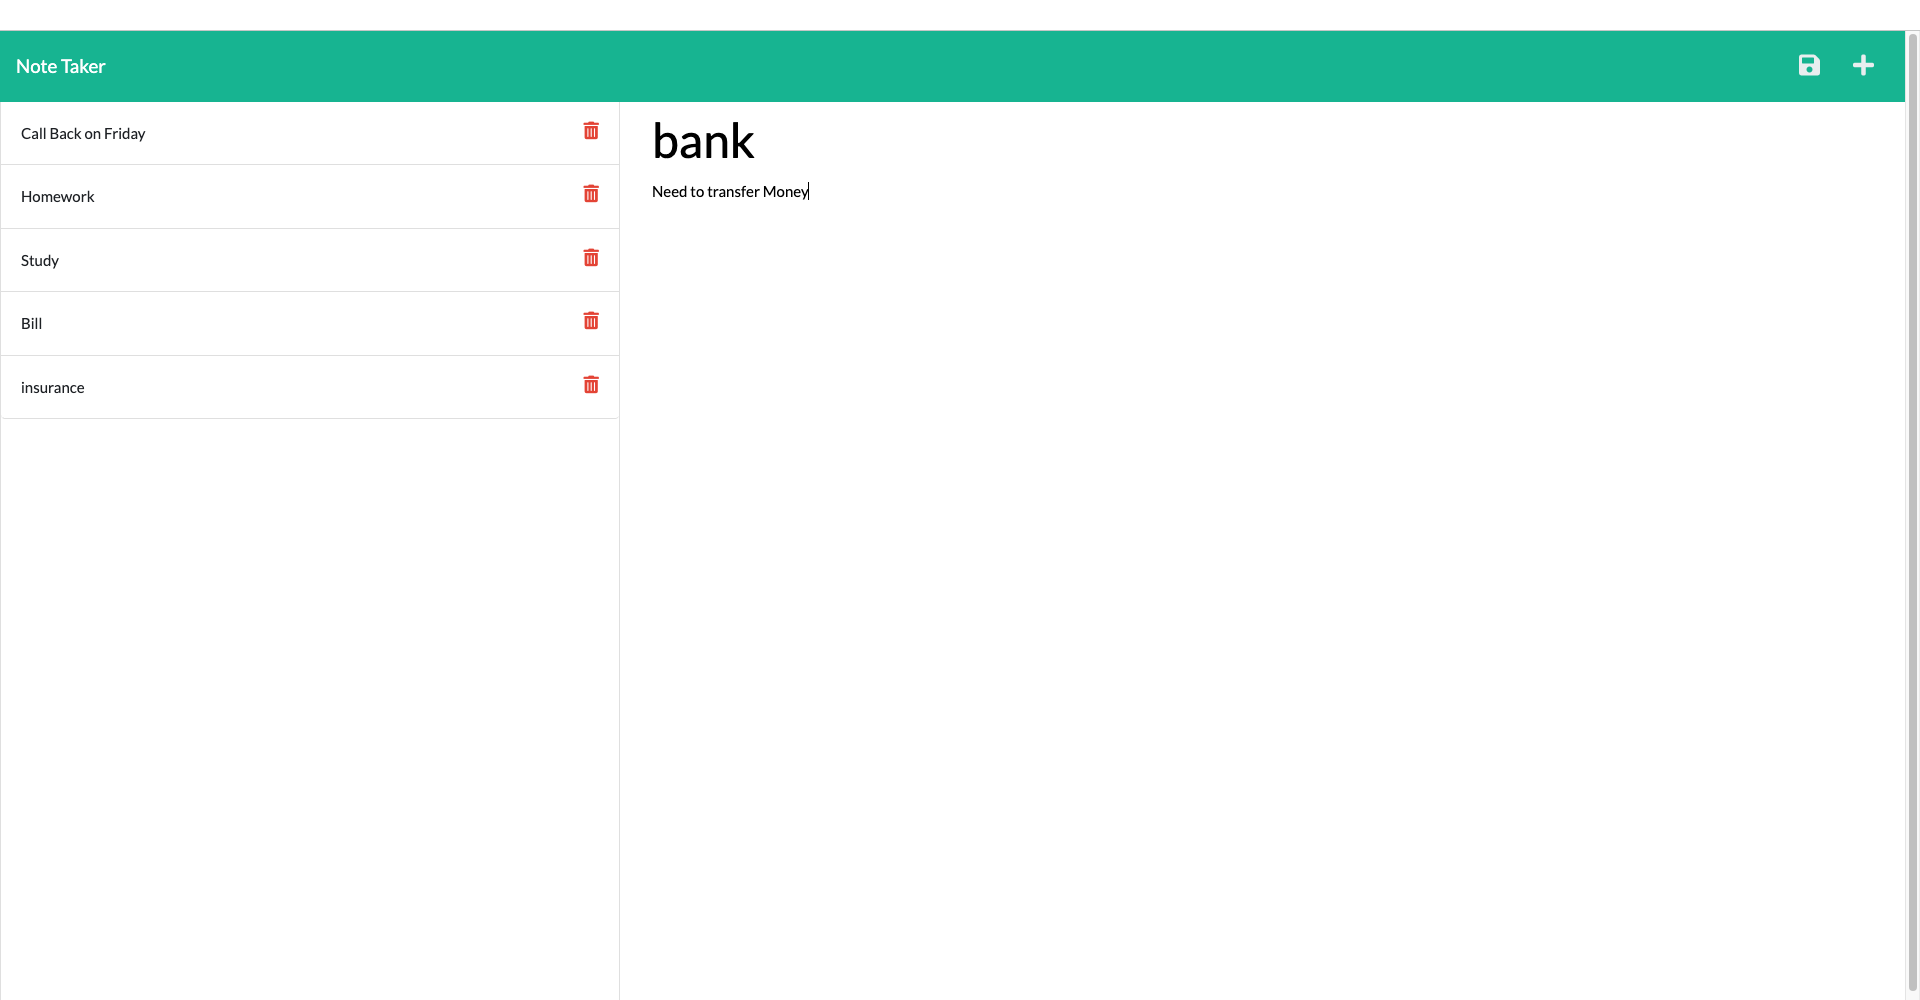 Note Taker
Call Back on Friday
Homework
Study
Bill
insurance
bank
Need to transfer Money